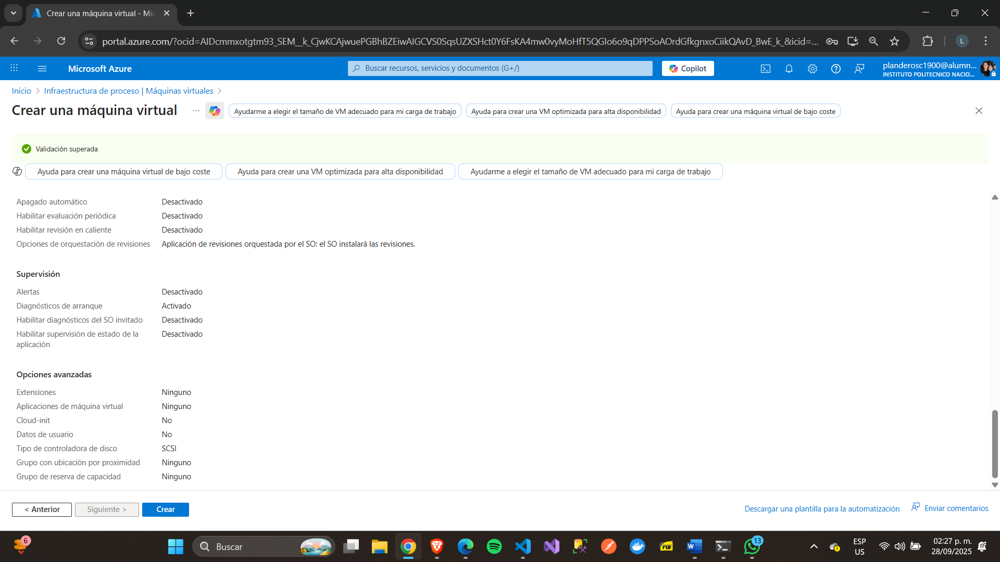 Crear una máquina virtual - Mic
portal.azure.com/?ocid=AIDcmmxotgtm93_SEM__k_CjwKCAjwuePGBhBZEiwAIGCVS0SqsUZXSHct0Y6FsKA4mw0vyMoHfT5QGIo6o9qDPPSoAOrdGfkgnxoCiikQAvD_BwE_k_&icid=...
L
Microsoft Azure
Buscar recursos, servicios y documentos (G+/)
Copilot
planderosc1900@alumn...
INSTITUTO POLITECNICO NACIO...
Inicio > Infraestructura de proceso | Máquinas virtuales >
Crear una máquina virtual ...
Ayudarme a elegir el tamaño de VM adecuado para mi carga de trabajo
Ayuda para crear una VM optimizada para alta disponibilidad
Ayuda para crear una máquina virtual de bajo coste
Validación superada
Ayuda para crear una máquina virtual de bajo coste
Ayuda para crear una VM optimizada para alta disponibilidad
Ayudarme a elegir el tamaño de VM adecuado para mi carga de trabajo
Apagado automático Desactivado
Habilitar evaluación periódica Desactivado
Habilitar revisión en caliente Desactivado
Opciones de orquestación de revisiones Aplicación de revisiones orquestada por el SO: el SO instalará las revisiones.
Supervisión
Alertas Desactivado
Diagnósticos de arranque Activado
Habilitar diagnósticos del SO invitado Desactivado
Habilitar supervisión de estado de la Desactivado
aplicación
Opciones avanzadas
Extensiones Ninguno
Aplicaciones de máquina virtual Ninguno
Cloud-init No
Datos de usuario No
Tipo de controladora de disco SCSI
Grupo con ubicación por proximidad Ninguno
Grupo de reserva de capacidad Ninguno
< Anterior
Siguiente >
Crear
Descargar una plantilla para la automatización
Enviar comentarios
6
Buscar
PDF
W
13
ESP
US
02:27 p. m.
28/09/2025